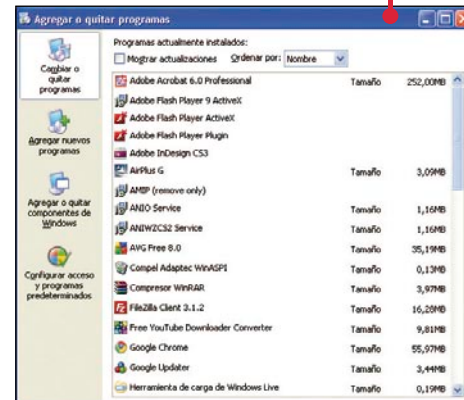 Agregar o quitar programas
Cambiar o quitar programas
Agregar nuevos programas
Agregar o quitar componentes de Windows
Configurar acceso y programas predeterminados
Programas actualmente instalados:
Mostrar actualizaciones Ordenar por: Nombre
Adobe Acrobat 6.0 Professional Tamaño 252,00MB
Adobe Flash Player 9 ActiveX
Adobe Flash Player ActiveX
Adobe Flash Player Plugin
Adobe InDesign CS3
AirPlus G Tamaño 3,09MB
AMIP (remove only)
ANIO Service Tamaño 1,16MB
ANIWZCS2 Service Tamaño 1,16MB
AVG Free 8.0 Tamaño 35,19MB
Compel Adaptec WinASPI Tamaño 0,13MB
Compresor WinRAR Tamaño 3,97MB
FileZilla Client 3.1.2 Tamaño 16,28MB
Free YouTube Downloader Converter Tamaño 9,81MB
Google Chrome Tamaño 55,97MB
Google Updater Tamaño 3,44MB
Herramienta de carga de Windows Live Tamaño 0,19MB